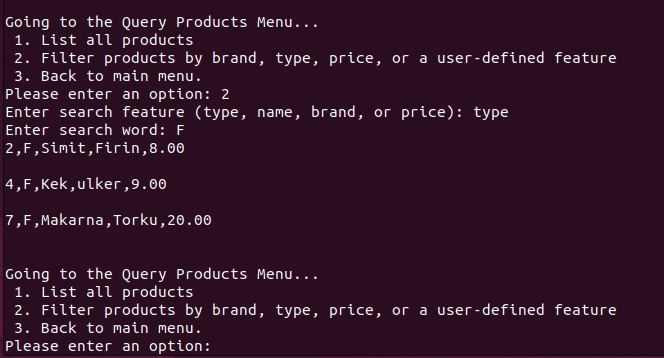 Going to the Query Products Menu...
1. List all products
2. Filter products by brand, type, price, or a user-defined feature
3. Back to main menu.
Please enter an option: 2
Enter search feature (type, name, brand, or price): type
Enter search word: F
2,F,Simit,Firin,8.00
4,F,Kek,ulker,9.00
7,F,Makarna,Torku,20.00
Going to the Query Products Menu...
1. List all products
2. Filter products by brand, type, price, or a user-defined feature
3. Back to main menu.
Please enter an option: